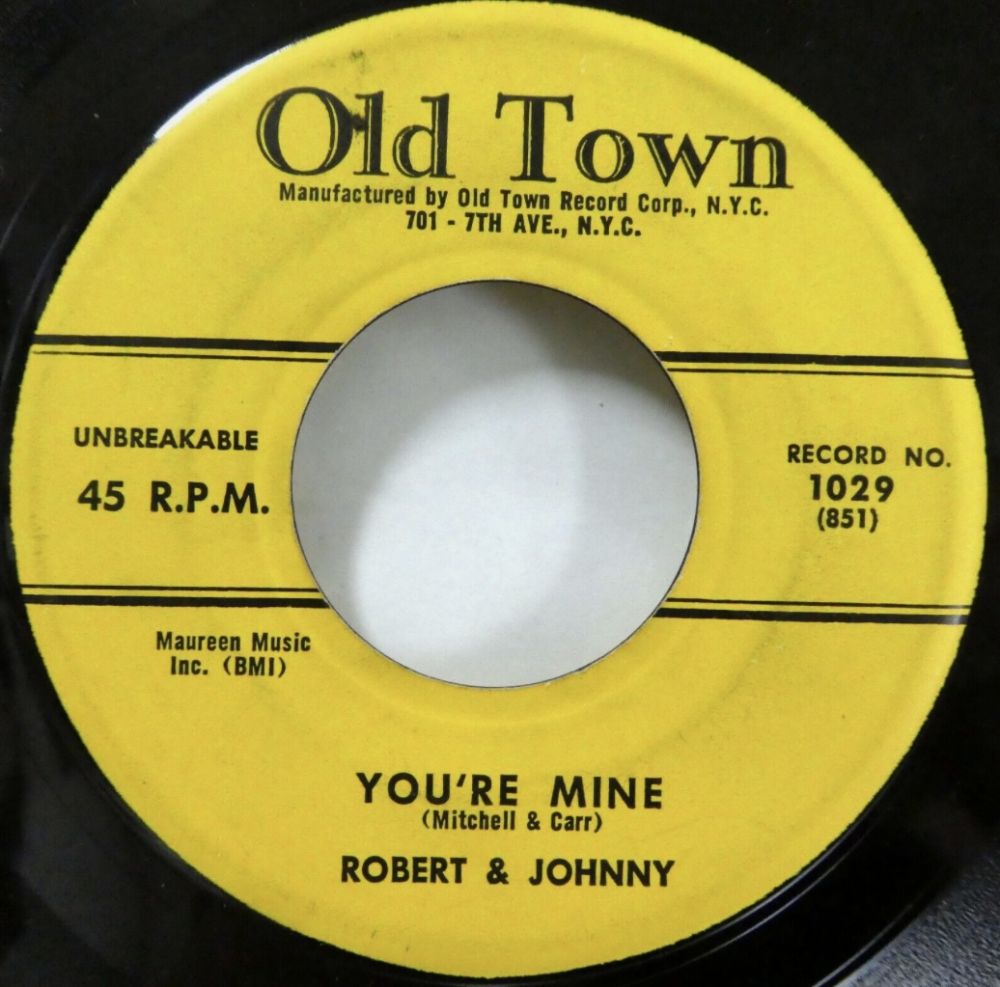 Old Town
Manufactured by Old Town Record Corp., N.Y.C.
701 - 7TH AVE., N.Y.C.
UNBREAKABLE
45 R.P.M.
RECORD NO.
1029
(851)
Maureen Music
Inc. (BMI)
YOU'RE MINE
(Mitchell & Carr)
ROBERT & JOHNNY